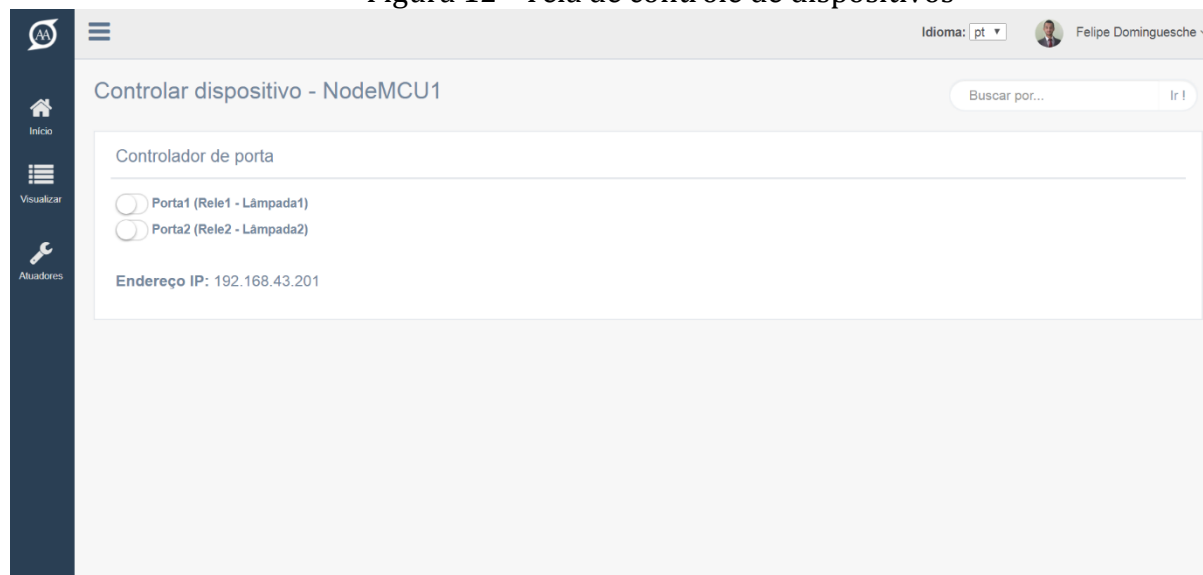 Figura 12 - Tela de controle de dispositivos
AA
Idioma: pt
Felipe Dominguesche
Controlar dispositivo - NodeMCU1
Buscar por...
Ir !
Início
Controlador de porta
Visualizar
Porta1 (Rele1 - Lâmpada1)
Porta2 (Rele2 - Lâmpada2)
Atuadores
Endereço IP: 192.168.43.201